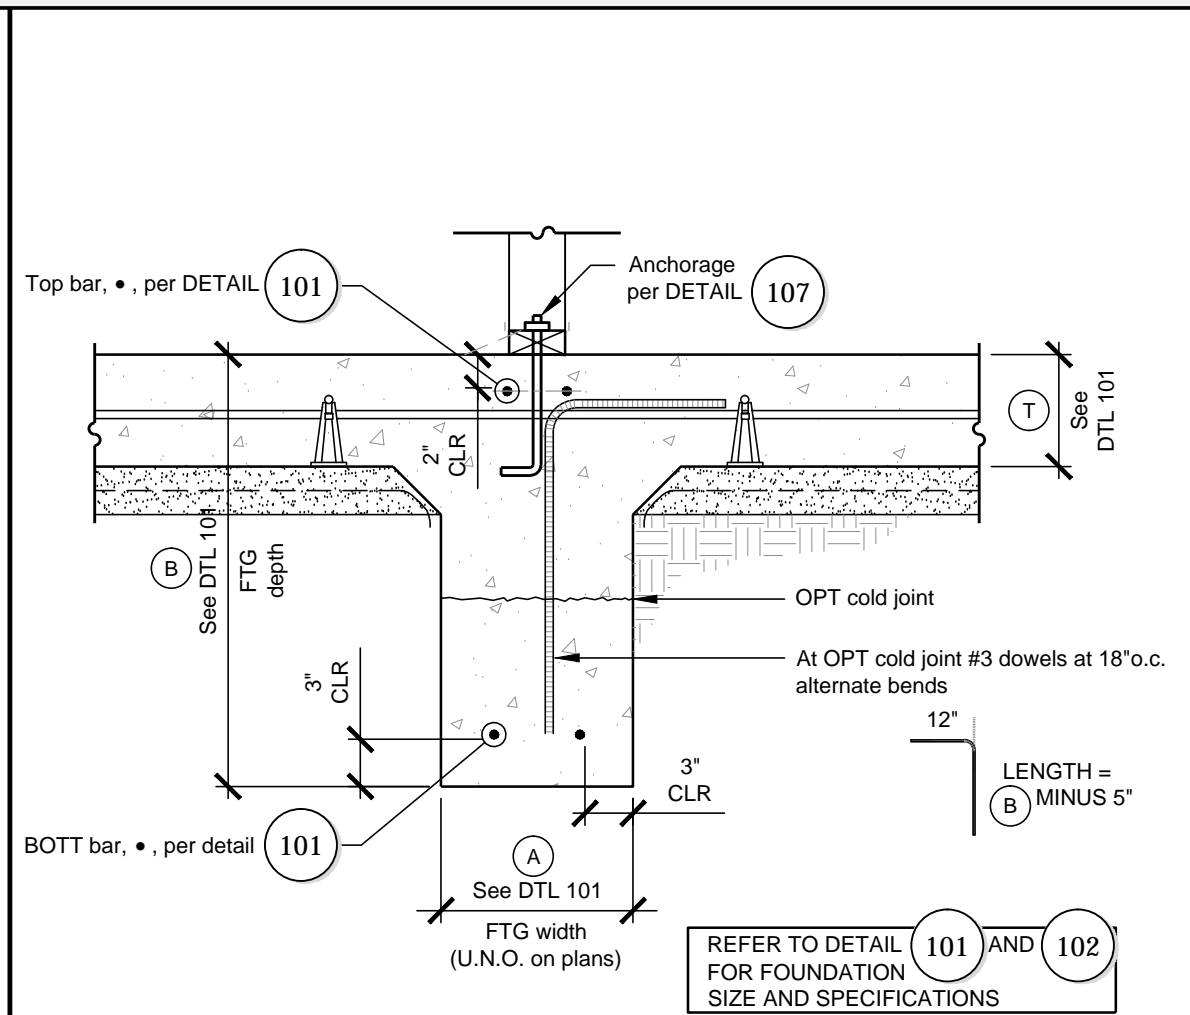 Top bar, • , per DETAIL 101
Anchorage
per DETAIL 107
2"
CLR
T
See
DTL 101
B
See DTL 101
FTG
depth
OPT cold joint
At OPT cold joint #3 dowels at 18"o.c.
alternate bends
3"
CLR
12"
LENGTH =
B MINUS 5"
3"
CLR
BOTT bar, • , per detail 101
A
See DTL 101
FTG width
(U.N.O. on plans)
REFER TO DETAIL 101 AND 102
FOR FOUNDATION
SIZE AND SPECIFICATIONS